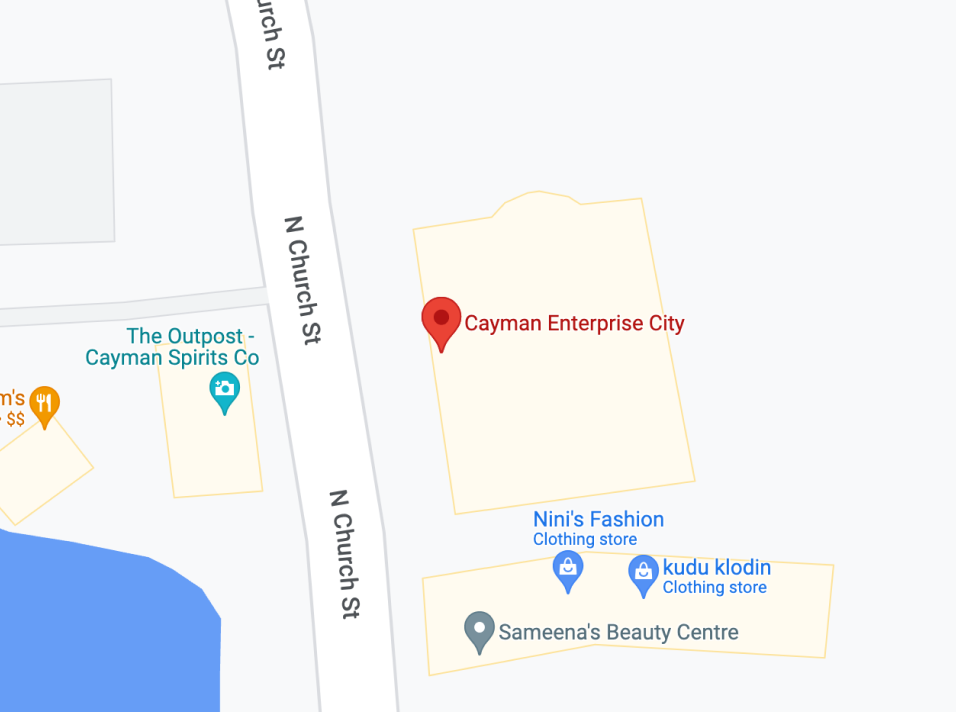 urch St
N Church St
The Outpost -
Cayman Spirits Co
Cayman Enterprise City
m's
$$
N Church St
Nini's Fashion
Clothing store
kudu klodin
Clothing store
Sameena's Beauty Centre